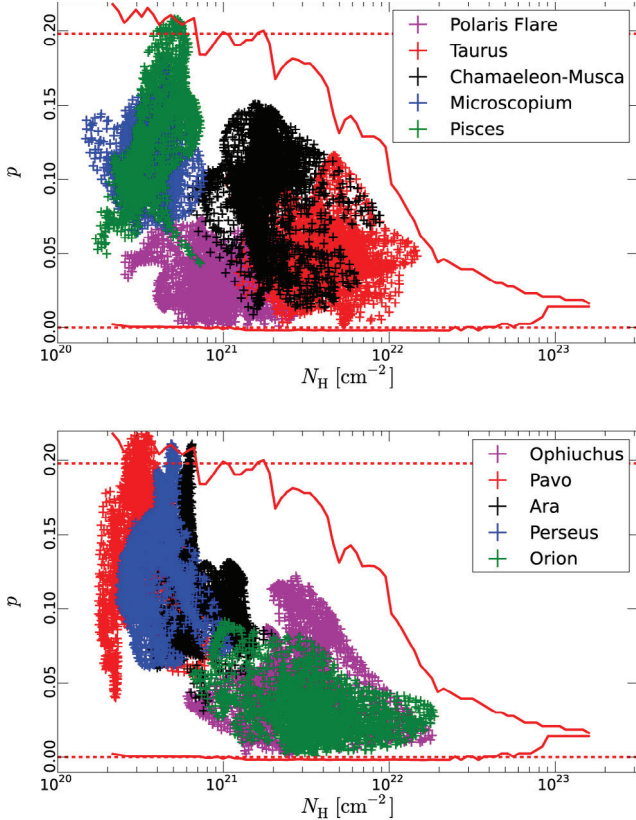 Polaris Flare
Taurus
Chamaeleon-Musca
Microscopium
Pisces
0.20
0.15
0.10
0.05
0.00
p
10^20 10^21 10^22 10^23
N_H [cm^-2]
Ophiuchus
Pavo
Ara
Perseus
Orion
0.20
0.15
0.10
0.05
0.00
p
10^20 10^21 10^22 10^23
N_H [cm^-2]